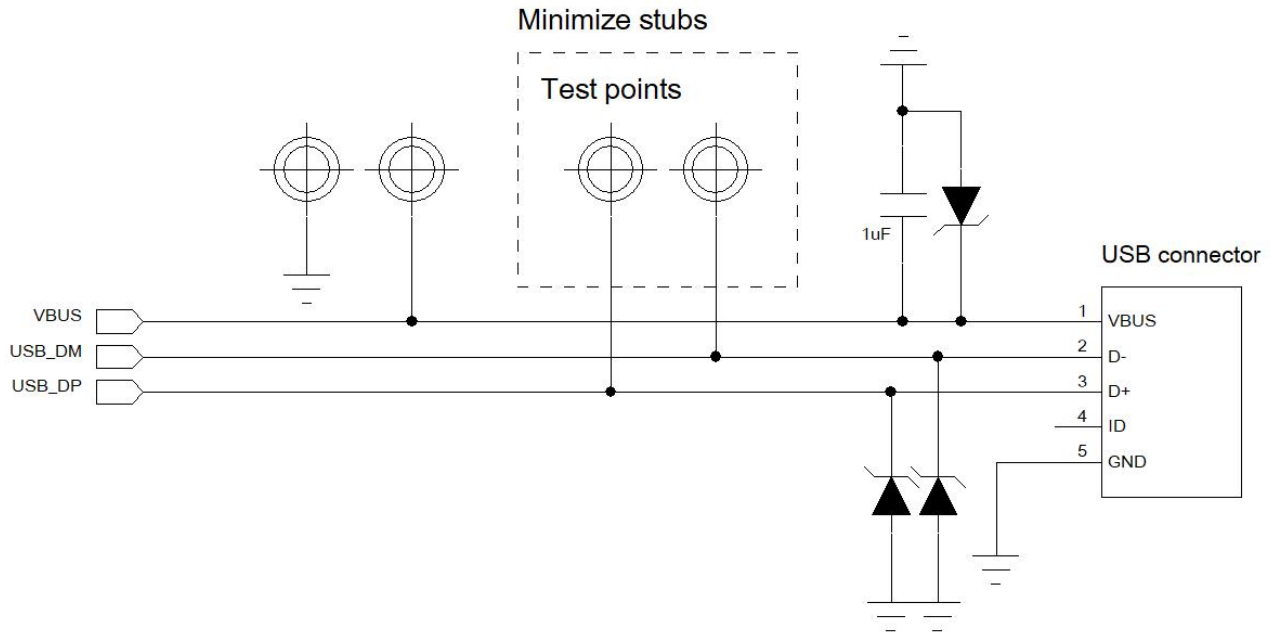 Minimize stubs
Test points
1uF
USB connector
VBUS
USB_DM
USB_DP
1
VBUS
2
D-
3
D+
4
ID
5
GND